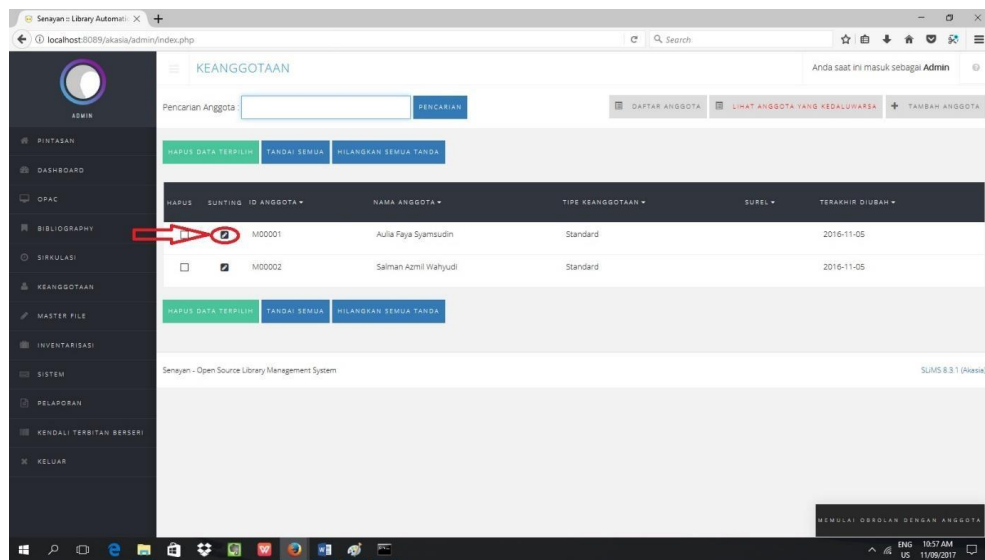 Senayan :: Library Automati
localhost:8089/akasia/admin/index.php
Search
ADMIN
PINTASAN
DASHBOARD
OPAC
BIBLIOGRAPHY
SIRKULASI
KEANGGOTAAN
MASTER FILE
INVENTARISASI
SISTEM
PELAPORAN
KENDALI TERBITAN BERSERI
KELUAR
KEANGGOTAAN
Anda saat ini masuk sebagai Admin
Pencarian Anggota :
PENCARIAN
DAFTAR ANGGOTA
LIHAT ANGGOTA YANG KEDALUWARSA
TAMBAH ANGGOTA
HAPUS DATA TERPILIH
TANDAI SEMUA
HILANGKAN SEMUA TANDA
HAPUS SUNTING ID ANGGOTA NAMA ANGGOTA TIPE KEANGGOTAAN SUREL TERAKHIR DIUBAH
M00001 Aulia Faya Syamsudin Standard 2016-11-05
M00002 Salman Azmil Wahyudi Standard 2016-11-05
HAPUS DATA TERPILIH
TANDAI SEMUA
HILANGKAN SEMUA TANDA
Senayan - Open Source Library Management System
SLiMS 8.3.1 (Akasia)
MEMULAI OBROLAN DENGAN ANGGOTA
ENG 10:57 AM
US 11/09/2017